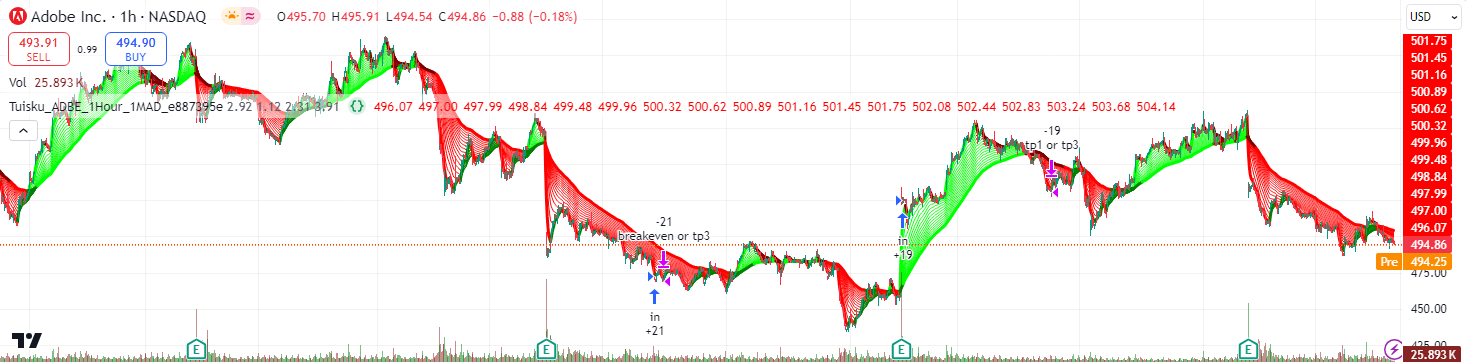 Adobe Inc. · 1h · NASDAQ O495.70 H495.91 L494.54 C494.86 −0.88 (−0.18%)
USD
493.91
SELL
0.99
494.90
BUY
Vol 25.893 K
Tuisku_ADBE_1Hour_1MAD_e887395e 2.92 1.12 2.31 3.91 {} 496.07 497.00 497.99 498.84 499.48 499.96 500.32 500.62 500.89 501.16 501.45 501.75 502.08 502.44 502.83 503.24 503.68 504.14
-19
tp1 or tp3
-21
breakeven or tp3
in
+19
in
+21
E
E
E
E
501.75
501.45
501.16
500.89
500.62
500.32
499.96
499.48
498.84
497.99
497.00
496.07
494.86
Pre 494.25
475.00
450.00
25.893 K